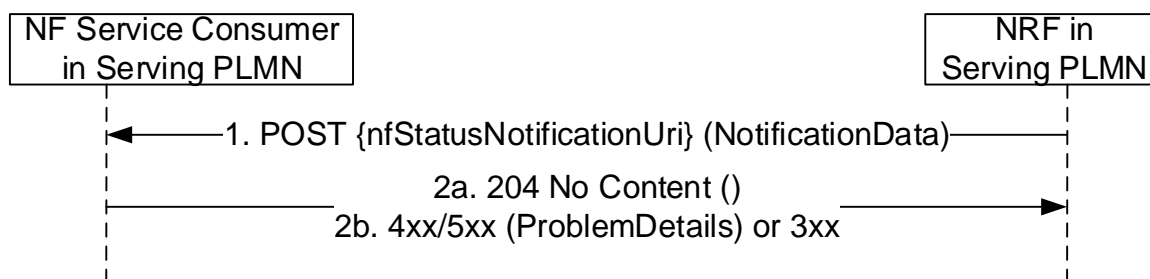 NF Service Consumer
in Serving PLMN
NRF in
Serving PLMN
1. POST {nfStatusNotificationUri} (NotificationData)
2a. 204 No Content ()
2b. 4xx/5xx (ProblemDetails) or 3xx